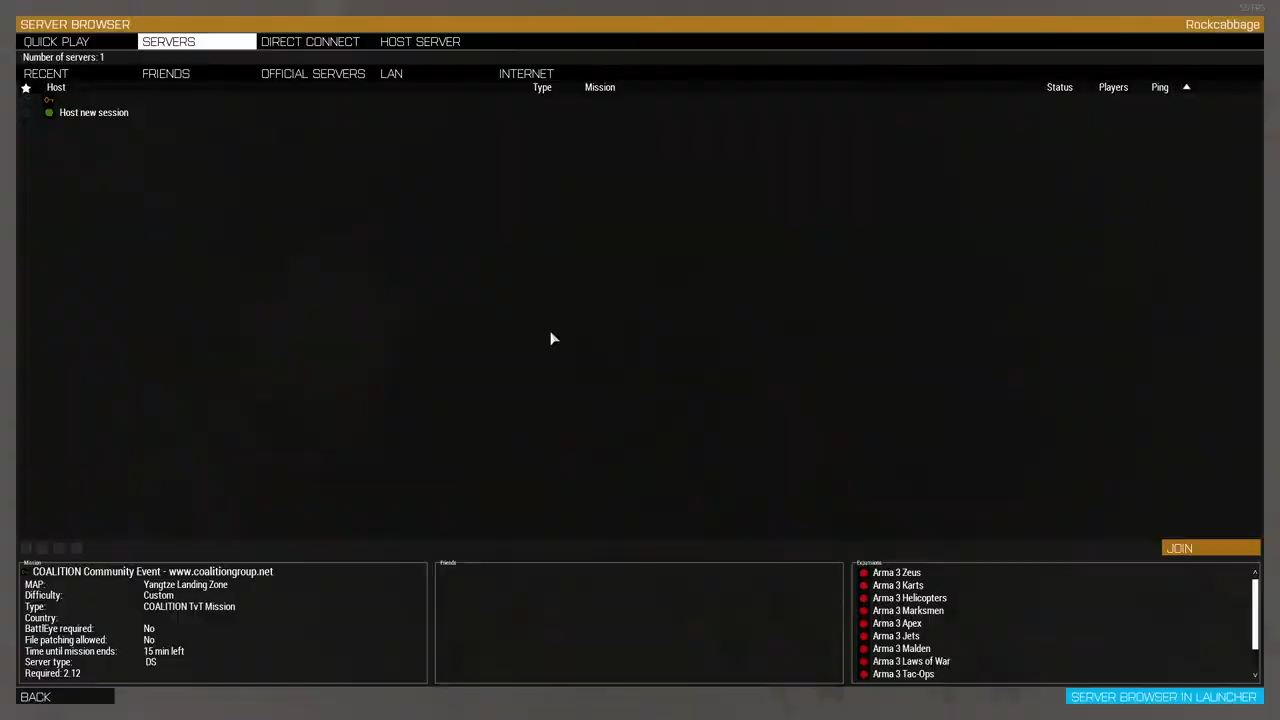 SERVER BROWSER
Rockcabbage
QUICK PLAY
SERVERS
DIRECT CONNECT
HOST SERVER
Number of servers: 1
RECENT
FRIENDS
OFFICIAL SERVERS
LAN
INTERNET
Host
Type
Mission
Status
Players
Ping
Host new session
JOIN
Mission
COALITION Community Event - www.coalitiongroup.net
MAP: Yangtze Landing Zone
Difficulty: Custom
Type: COALITION TvT Mission
Country:
BattlEye required: No
File patching allowed: No
Time until mission ends: 15 min left
Server type: DS
Required: 2.12
Friends
Expansions
Arma 3 Zeus
Arma 3 Karts
Arma 3 Helicopters
Arma 3 Marksmen
Arma 3 Apex
Arma 3 Jets
Arma 3 Malden
Arma 3 Laws of War
Arma 3 Tac-Ops
BACK
SERVER BROWSER IN LAUNCHER